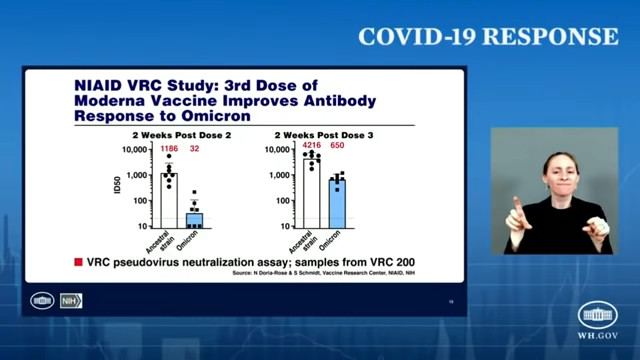 COVID-19 RESPONSE
NIAID VRC Study: 3rd Dose of
Moderna Vaccine Improves Antibody
Response to Omicron
2 Weeks Post Dose 2
1186 32
10,000
1,000
100
10
ID50
Ancestral
strain
Omicron
2 Weeks Post Dose 3
4216 650
10,000
1,000
100
10
Ancestral
strain
Omicron
VRC pseudovirus neutralization assay; samples from VRC 200
Source: N Doria-Rose & S Schmidt, Vaccine Research Center, NIAID, NIH
NIH
WH.GOV